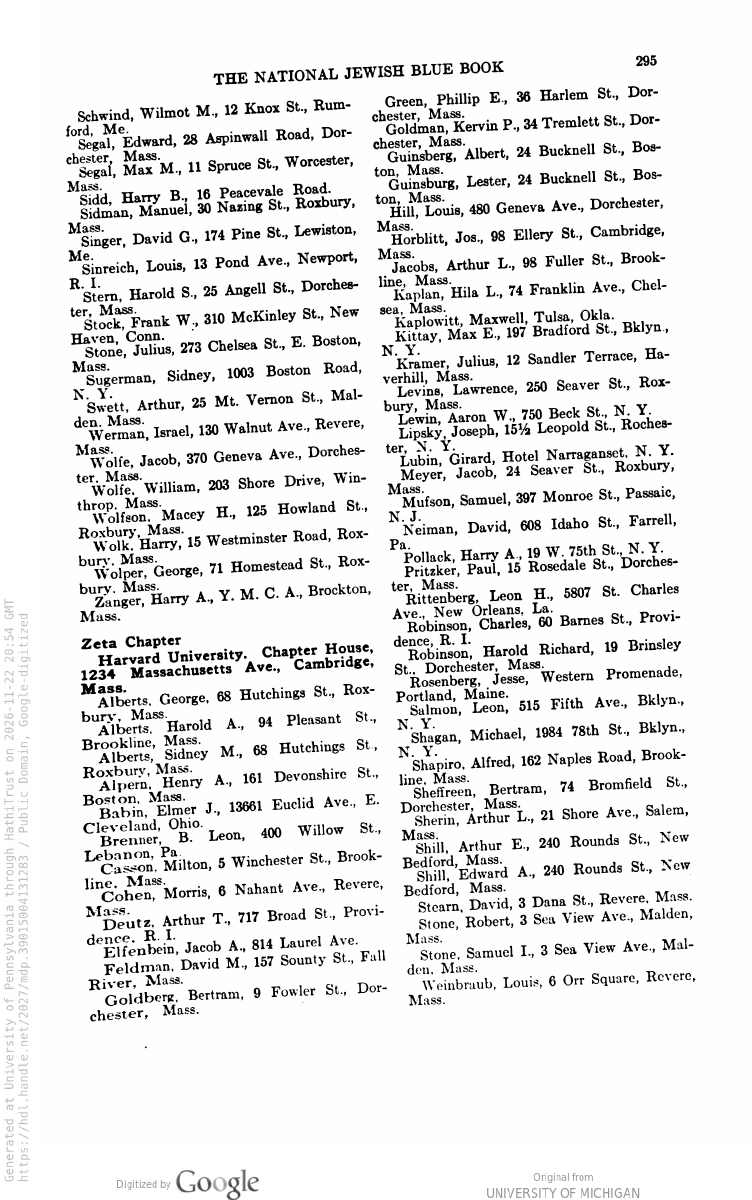 THE NATIONAL JEWISH BLUE BOOK
295
Schwind, Wilmot M., 12 Knox St., Rum-
ford, Me.
Segal, Edward, 28 Aspinwall Road, Dor-
chester, Mass.
Segal, Max M., 11 Spruce St., Worcester,
Mass.
Sidd, Harry B., 16 Peacevale Road.
Sidman, Manuel, 30 Nazing St., Roxbury,
Mass.
Singer, David G., 174 Pine St., Lewiston,
Me.
Sinreich, Louis, 13 Pond Ave., Newport,
R. I.
Stern, Harold S., 25 Angell St., Dorches-
ter, Mass.
Stock, Frank W., 310 McKinley St., New
Haven, Conn.
Stone, Julius, 273 Chelsea St., E. Boston,
Mass.
Sugerman, Sidney, 1003 Boston Road,
N. Y.
Swett, Arthur, 25 Mt. Vernon St., Mal-
den, Mass.
Werman, Israel, 130 Walnut Ave., Revere,
Mass.
Wolfe, Jacob, 370 Geneva Ave., Dorches-
ter, Mass.
Wolfe, William, 203 Shore Drive, Win-
throp, Mass.
Wolfson, Macey H., 125 Howland St.,
Roxbury, Mass.
Wolk, Harry, 15 Westminster Road, Rox-
bury, Mass.
Wolper, George, 71 Homestead St., Rox-
bury, Mass.
Zanger, Harry A., Y. M. C. A., Brockton,
Mass.
Zeta Chapter
Harvard University. Chapter House,
1234 Massachusetts Ave., Cambridge,
Mass.
Alberts, George, 68 Hutchings St., Rox-
bury, Mass.
Alberts, Harold A., 94 Pleasant St.,
Brookline, Mass.
Alberts, Sidney M., 68 Hutchings St.,
Roxbury, Mass.
Alpern, Henry A., 161 Devonshire St.,
Boston, Mass.
Babin, Elmer J., 13661 Euclid Ave., E.
Cleveland, Ohio.
Brenner, B. Leon, 400 Willow St.,
Lebanon, Pa.
Casson, Milton, 5 Winchester St., Brook-
line, Mass.
Cohen, Morris, 6 Nahant Ave., Revere,
Mass.
Deutz, Arthur T., 717 Broad St., Provi-
dence, R. I.
Elfenbein, Jacob A., 814 Laurel Ave.
Feldman, David M., 157 Sounty St., Fall
River, Mass.
Goldberg, Bertram, 9 Fowler St., Dor-
chester, Mass.
Green, Phillip E., 36 Harlem St., Dor-
chester, Mass.
Goldman, Kervin P., 34 Tremlett St., Dor-
chester, Mass.
Guinsberg, Albert, 24 Bucknell St., Bos-
ton, Mass.
Guinsburg, Lester, 24 Bucknell St., Bos-
ton, Mass.
Hill, Louis, 480 Geneva Ave., Dorchester,
Mass.
Horblitt, Jos., 98 Ellery St., Cambridge,
Mass.
Jacobs, Arthur L., 98 Fuller St., Brook-
line, Mass.
Kaplan, Hila L., 74 Franklin Ave., Chel-
sea, Mass.
Kaplowitt, Maxwell, Tulsa, Okla.
Kittay, Max E., 197 Bradford St., Bklyn.,
N. Y.
Kramer, Julius, 12 Sandler Terrace, Ha-
verhill, Mass.
Levins, Lawrence, 250 Seaver St., Rox-
bury, Mass.
Lewin, Aaron W., 750 Beck St., N. Y.
Lipsky, Joseph, 15½ Leopold St., Roches-
ter, N. Y.
Lubin, Girard, Hotel Narraganset, N. Y.
Meyer, Jacob, 24 Seaver St., Roxbury,
Mass.
Mufson, Samuel, 397 Monroe St., Passaic,
N. J.
Neiman, David, 608 Idaho St., Farrell,
Pa.
Pollack, Harry A., 19 W. 75th St., N. Y.
Pritzker, Paul, 15 Rosedale St., Dorches-
ter, Mass.
Rittenberg, Leon H., 5807 St. Charles
Ave., New Orleans, La.
Robinson, Charles, 60 Barnes St., Provi-
dence, R. I.
Robinson, Harold Richard, 19 Brinsley
St., Dorchester, Mass.
Rosenberg, Jesse, Western Promenade,
Portland, Maine.
Salmon, Leon, 515 Fifth Ave., Bklyn.,
N. Y.
Shagan, Michael, 1984 78th St., Bklyn.,
N. Y.
Shapiro, Alfred, 162 Naples Road, Brook-
line, Mass.
Sheffreen, Bertram, 74 Bromfield St.,
Dorchester, Mass.
Sherin, Arthur L., 21 Shore Ave., Salem,
Mass.
Shill, Arthur E., 240 Rounds St., New
Bedford, Mass.
Shill, Edward A., 240 Rounds St., New
Bedford, Mass.
Stearn, David, 3 Dana St., Revere, Mass.
Stone, Robert, 3 Sea View Ave., Malden,
Mass.
Stone, Samuel I., 3 Sea View Ave., Mal-
den, Mass.
Weinbraub, Louis, 6 Orr Square, Revere,
Mass.
Generated at University of Pennsylvania through HathiTrust on 2026-11-22 20:54 GMT
https://hdl.handle.net/2027/mdp.39015004131283 / Public Domain, Google-digitized
Digitized by Google
Original from
UNIVERSITY OF MICHIGAN